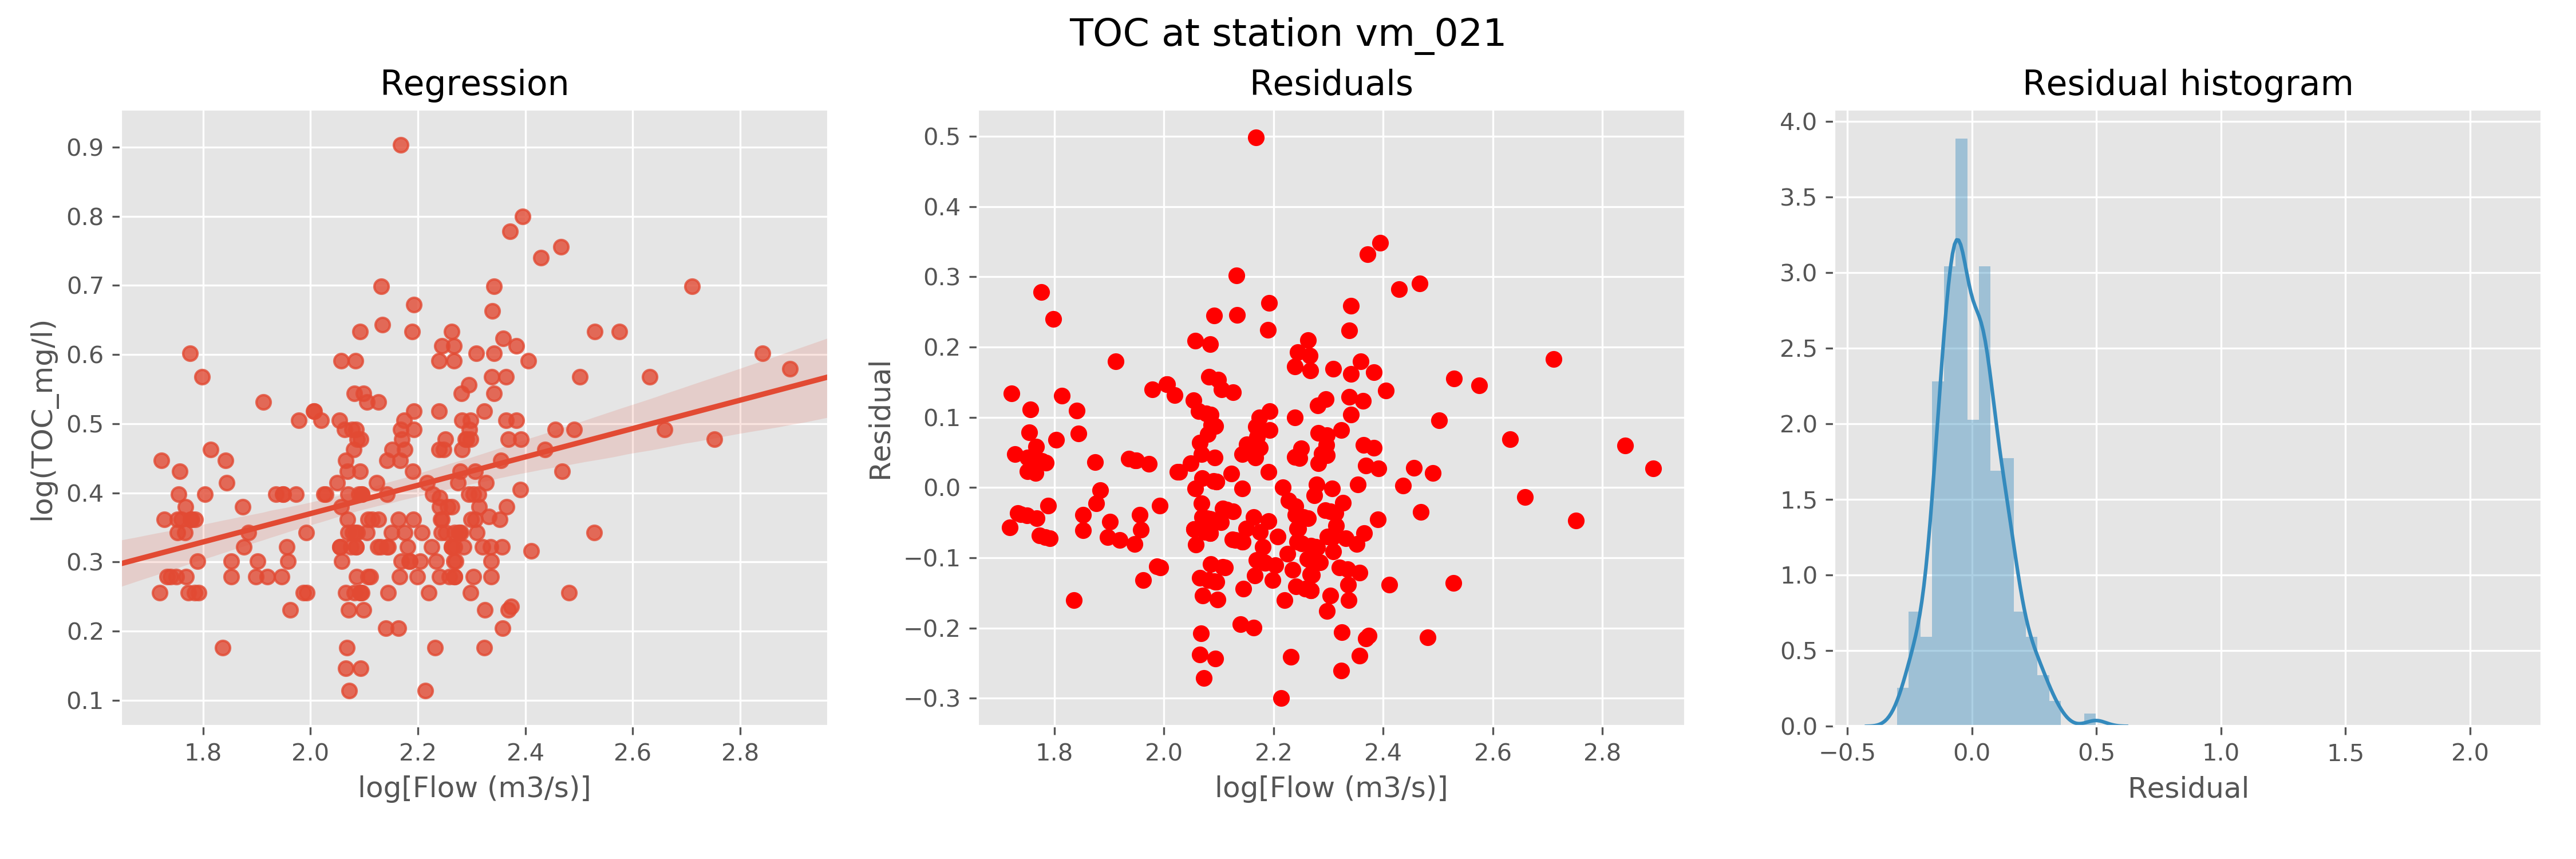 TOC at station vm_021
Regression
0.9
0.8
0.7
0.6
0.5
0.4
0.3
0.2
0.1
log(TOC_mg/l)
1.8 2.0 2.2 2.4 2.6 2.8
log[Flow (m3/s)]
Residuals
0.5
0.4
0.3
0.2
0.1
0.0
−0.1
−0.2
−0.3
Residual
1.8 2.0 2.2 2.4 2.6 2.8
log[Flow (m3/s)]
Residual histogram
4.0
3.5
3.0
2.5
2.0
1.5
1.0
0.5
0.0
−0.5 0.0 0.5 1.0 1.5 2.0
Residual